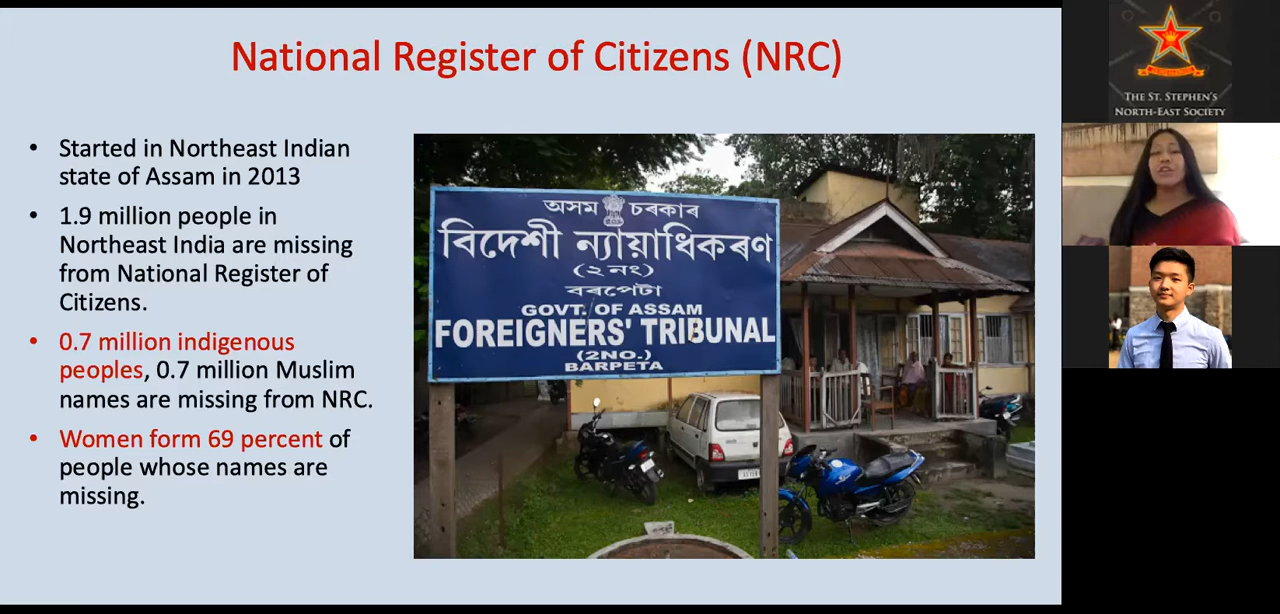 National Register of Citizens (NRC)
• Started in Northeast Indian
state of Assam in 2013
• 1.9 million people in
Northeast India are missing
from National Register of
Citizens.
• 0.7 million indigenous
peoples, 0.7 million Muslim
names are missing from NRC.
• Women form 69 percent of
people whose names are
missing.
অসম চৰকাৰ
বিদেশী ন্যায়াধিকৰণ
(২ নং)
বৰপেটা
GOVT. OF ASSAM
FOREIGNERS' TRIBUNAL
(2NO.)
BARPETA
THE ST. STEPHEN'S
NORTH-EAST SOCIETY